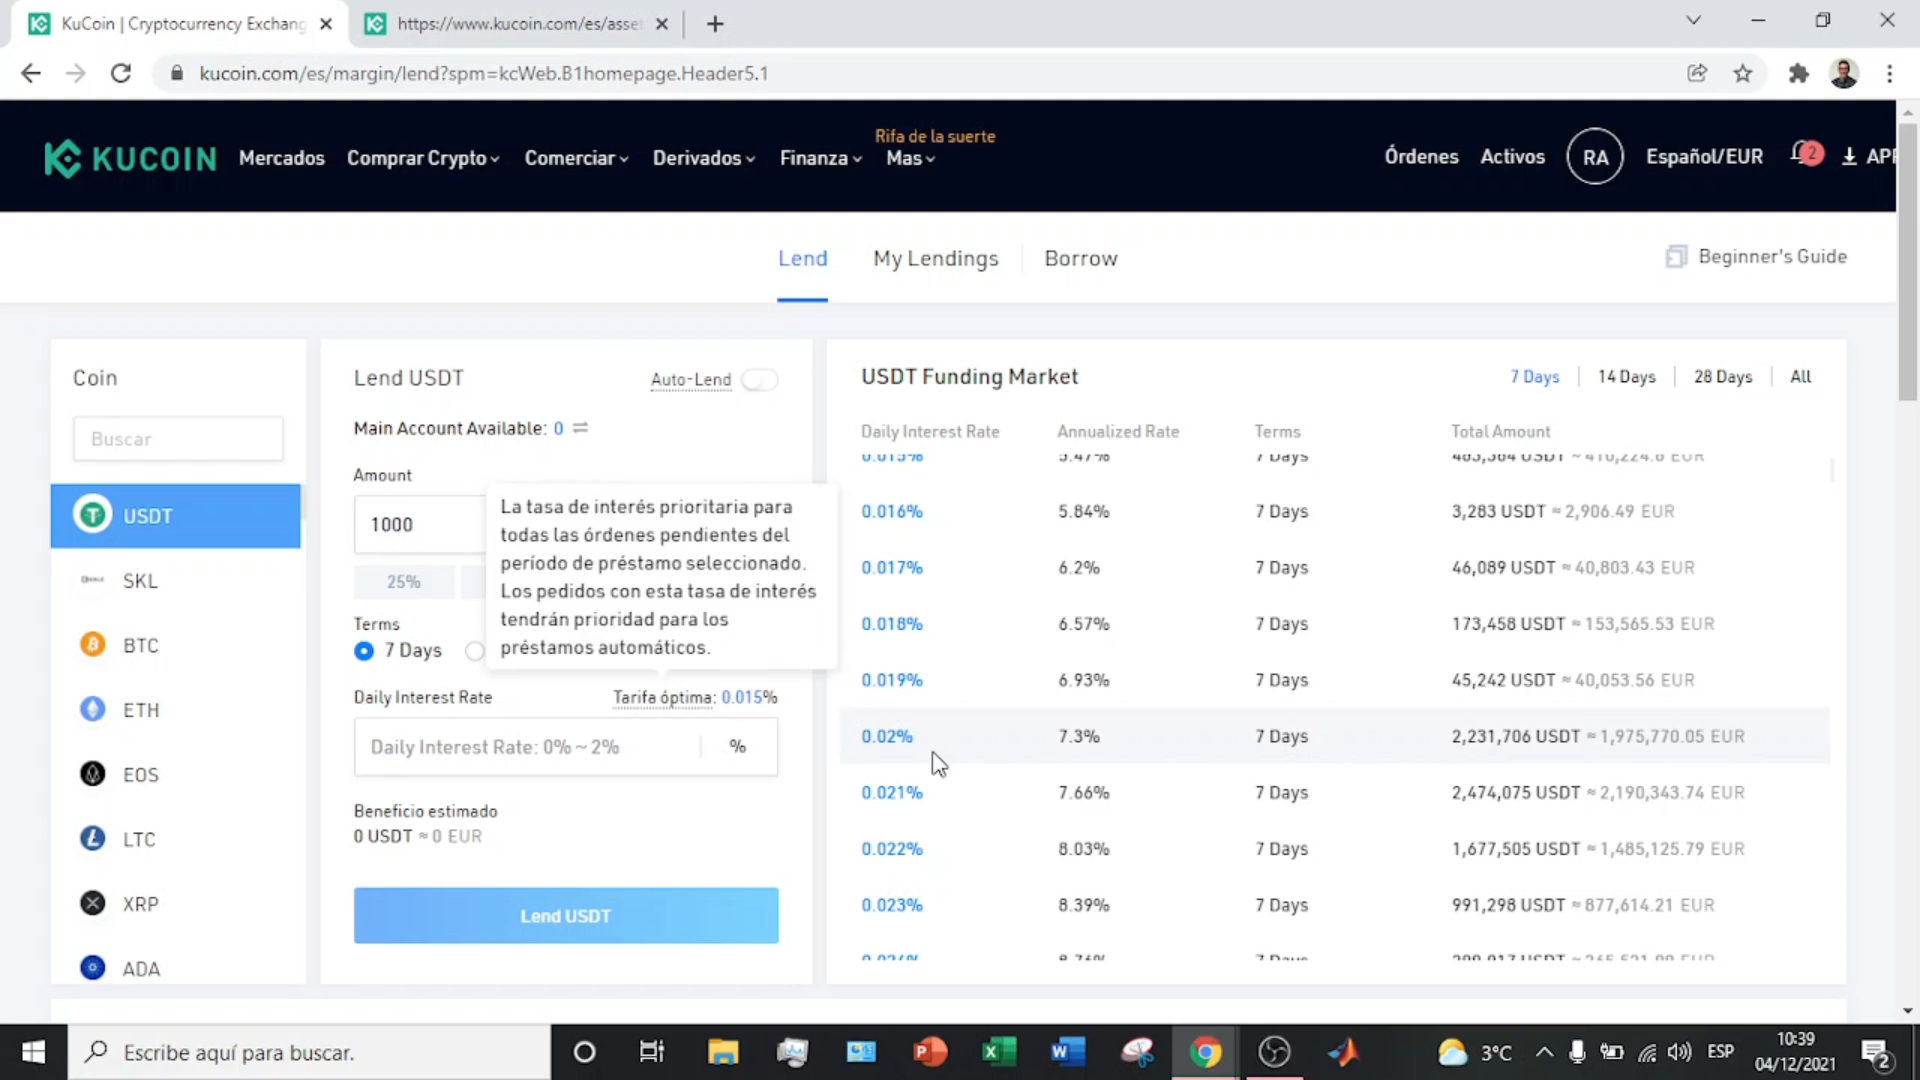 KuCoin | Cryptocurrency Exchang
https://www.kucoin.com/es/asse
kucoin.com/es/margin/lend?spm=kcWeb.B1homepage.Header5.1
KUCOIN
Mercados
Comprar Crypto
Comerciar
Derivados
Finanza
Rifa de la suerte
Mas
Órdenes
Activos
RA
Español/EUR
2
APP
Lend
My Lendings
Borrow
Beginner's Guide
Coin
Buscar
USDT
SKL
BTC
ETH
EOS
LTC
XRP
ADA
Lend USDT
Auto-Lend
Main Account Available: 0
Amount
1000
25%
La tasa de interés prioritaria para
todas las órdenes pendientes del
período de préstamo seleccionado.
Los pedidos con esta tasa de interés
tendrán prioridad para los
préstamos automáticos.
Terms
7 Days
Daily Interest Rate
Tarifa óptima: 0.015%
Daily Interest Rate: 0% ~ 2%
%
Beneficio estimado
0 USDT ≈ 0 EUR
Lend USDT
USDT Funding Market
7 Days
14 Days
28 Days
All
Daily Interest Rate Annualized Rate Terms Total Amount
0.015% 5.47% 7 Days
0.016% 5.84% 7 Days 3,283 USDT ≈ 2,906.49 EUR
0.017% 6.2% 7 Days 46,089 USDT ≈ 40,803.43 EUR
0.018% 6.57% 7 Days 173,458 USDT ≈ 153,565.53 EUR
0.019% 6.93% 7 Days 45,242 USDT ≈ 40,053.56 EUR
0.02% 7.3% 7 Days 2,231,706 USDT ≈ 1,975,770.05 EUR
0.021% 7.66% 7 Days 2,474,075 USDT ≈ 2,190,343.74 EUR
0.022% 8.03% 7 Days 1,677,505 USDT ≈ 1,485,125.79 EUR
0.023% 8.39% 7 Days 991,298 USDT ≈ 877,614.21 EUR
Escribe aquí para buscar.
3°C
ESP
10:39
04/12/2021
2